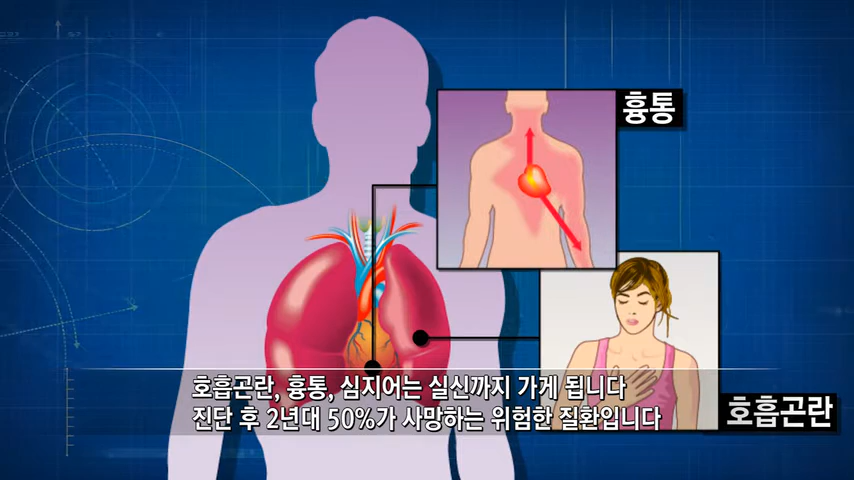 흉통
호흡곤란
호흡곤란, 흉통, 심지어는 실신까지 가게 됩니다
진단 후 2년대 50%가 사망하는 위험한 질환입니다